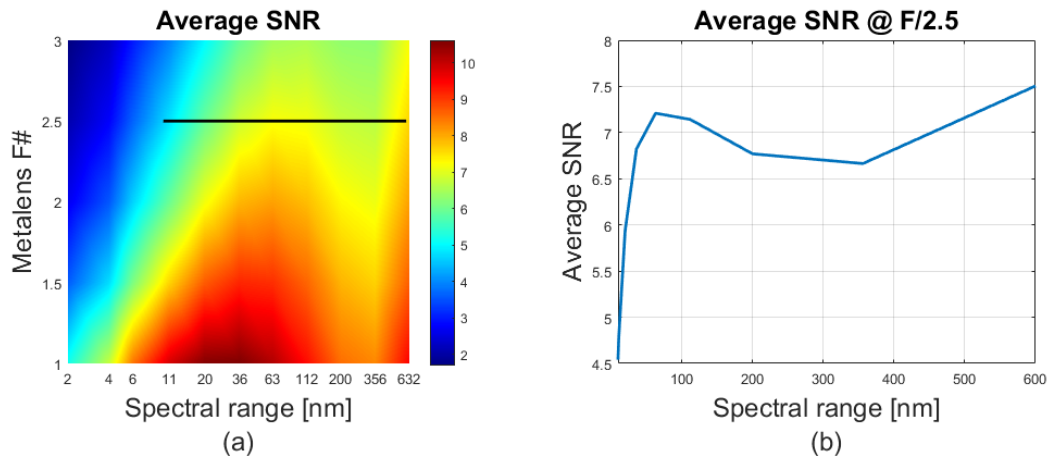 Average SNR
3
2.5
2
1.5
1
Metalens F#
2 4 6 11 20 36 63 112 200 356 632
Spectral range [nm]
(a)
10
9
8
7
6
5
4
3
2
Average SNR @ F/2.5
8
7.5
7
6.5
6
5.5
5
4.5
Average SNR
100 200 300 400 500 600
Spectral range [nm]
(b)